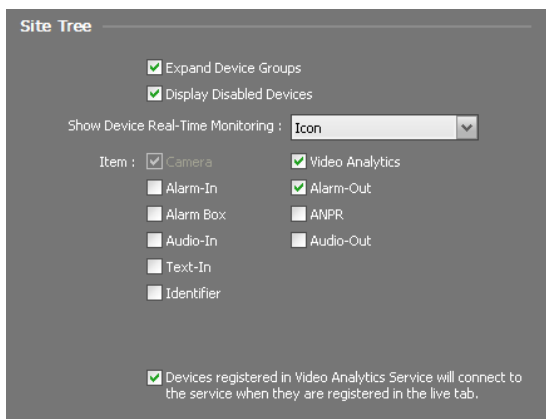 Site Tree
Expand Device Groups
Display Disabled Devices
Show Device Real-Time Monitoring : Icon
Item : Camera Video Analytics
Alarm-In Alarm-Out
Alarm Box ANPR
Audio-In Audio-Out
Text-In
Identifier
Devices registered in Video Analytics Service will connect to
the service when they are registered in the live tab.